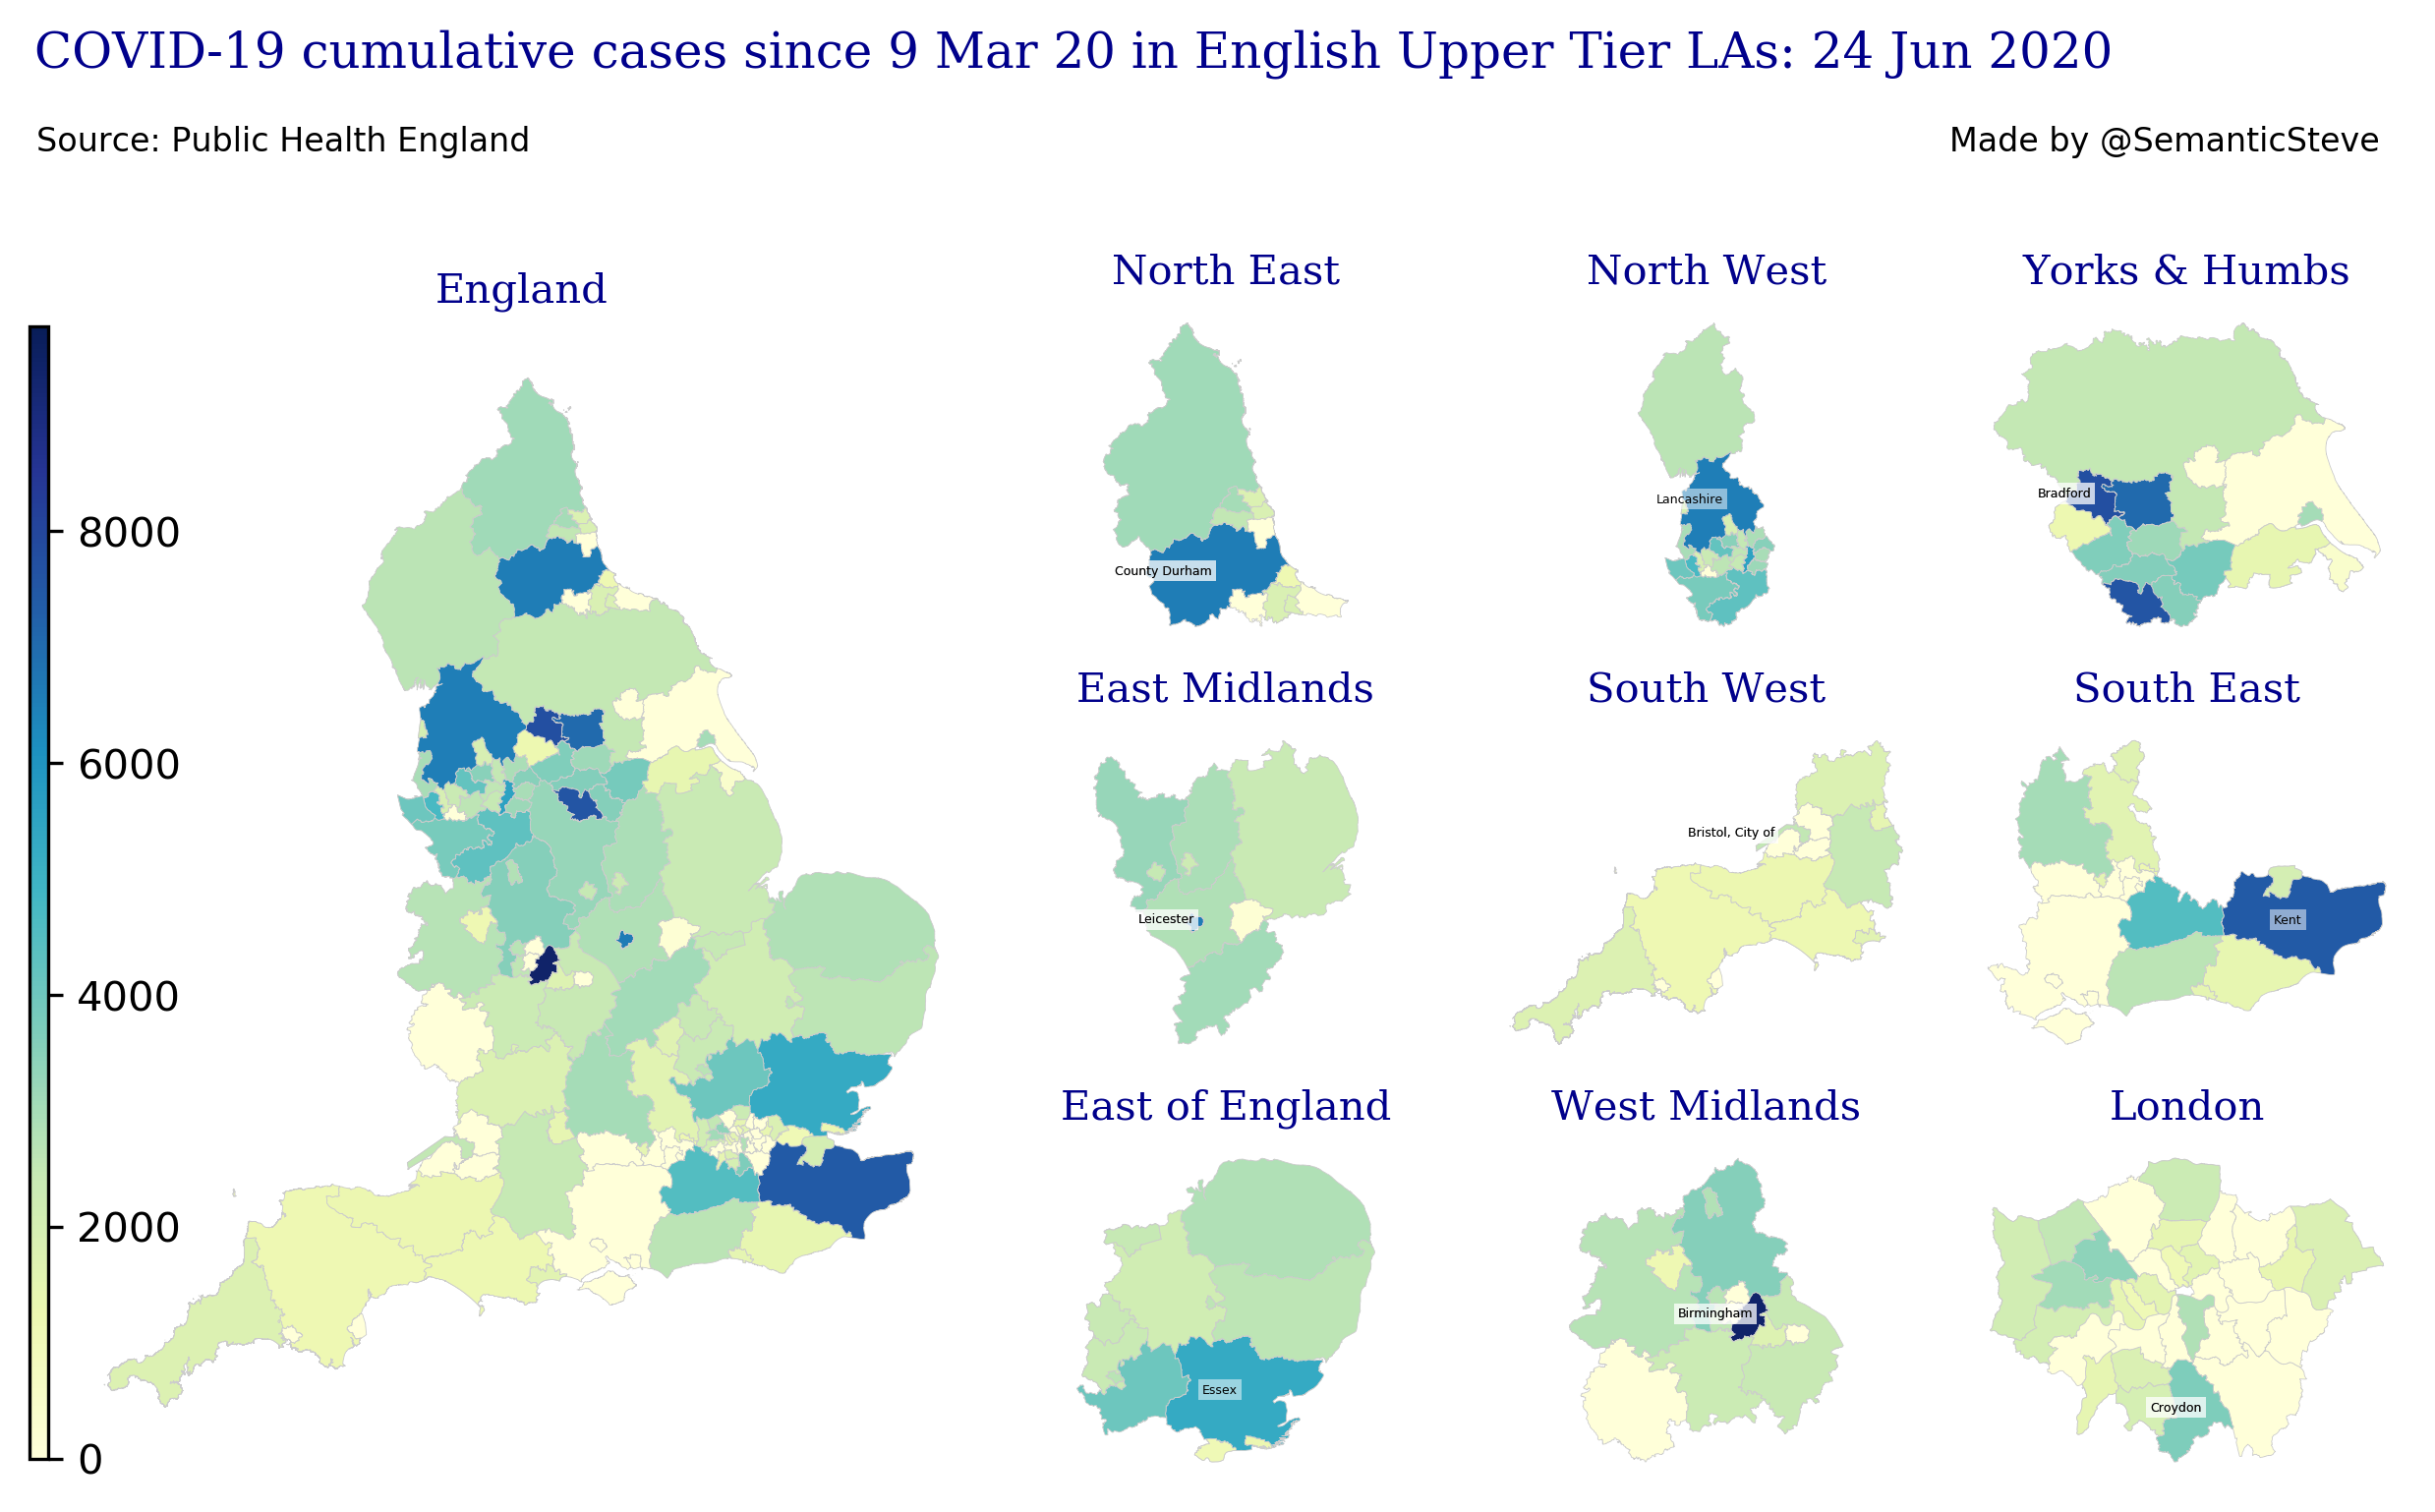 COVID-19 cumulative cases since 9 Mar 20 in English Upper Tier LAs: 24 Jun 2020
Source: Public Health England
Made by @SemanticSteve
England
8000
6000
4000
2000
0
North East
County Durham
North West
Lancashire
Yorks & Humbs
Bradford
East Midlands
Leicester
South West
Bristol, City of
South East
Kent
East of England
Essex
West Midlands
Birmingham
London
Croydon